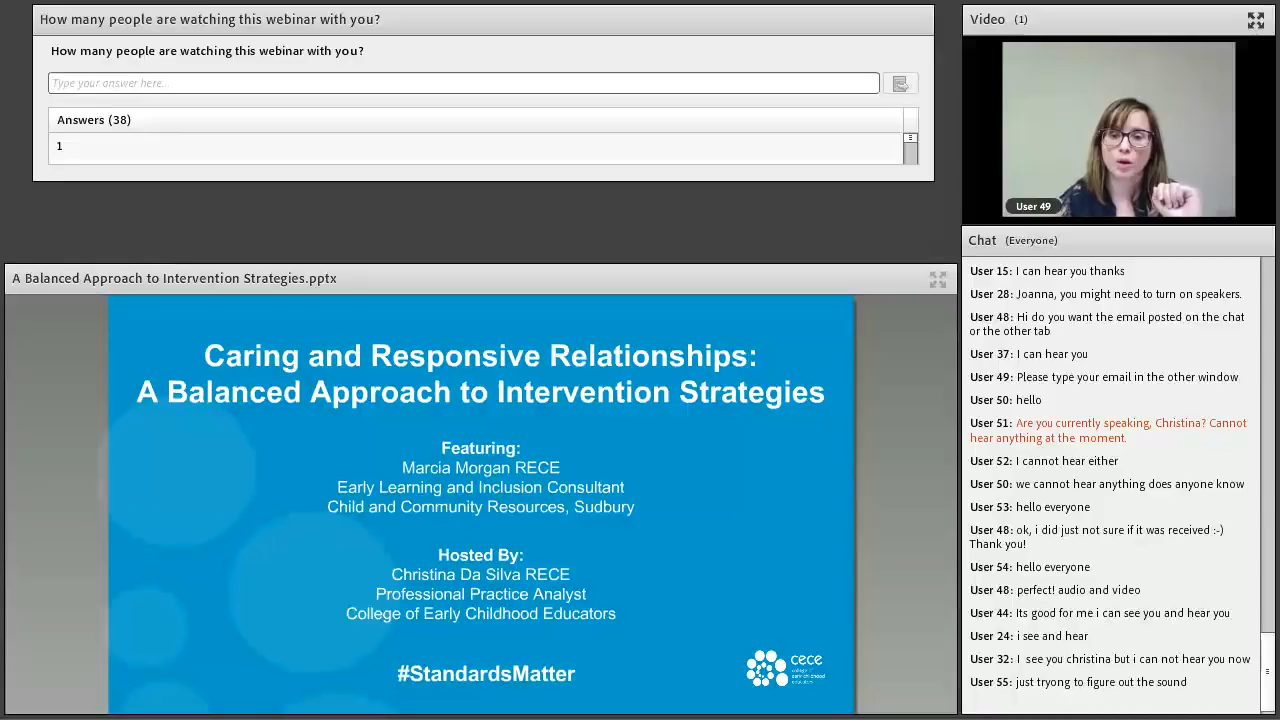 How many people are watching this webinar with you?
How many people are watching this webinar with you?
Type your answer here..
Answers (38)
1
A Balanced Approach to Intervention Strategies.pptx
Caring and Responsive Relationships:
A Balanced Approach to Intervention Strategies
Featuring:
Marcia Morgan RECE
Early Learning and Inclusion Consultant
Child and Community Resources, Sudbury
Hosted By:
Christina Da Silva RECE
Professional Practice Analyst
College of Early Childhood Educators
#StandardsMatter
cece
college of
early childhood
educators
Video (1)
User 49
Chat (Everyone)
User 15: I can hear you thanks
User 28: Joanna, you might need to turn on speakers.
User 48: Hi do you want the email posted on the chat
or the other tab
User 37: I can hear you
User 49: Please type your email in the other window
User 50: hello
User 51: Are you currently speaking, Christina? Cannot
hear anything at the moment.
User 52: I cannot hear either
User 50: we cannot hear anything does anyone know
User 53: hello everyone
User 48: ok, i did just not sure if it was received :-)
Thank you!
User 54: hello everyone
User 48: perfect! audio and video
User 44: Its good for me i can see you and hear you
User 24: i see and hear
User 32: I  see you christina but i can not hear you now
User 55: just tryong to figure out the sound